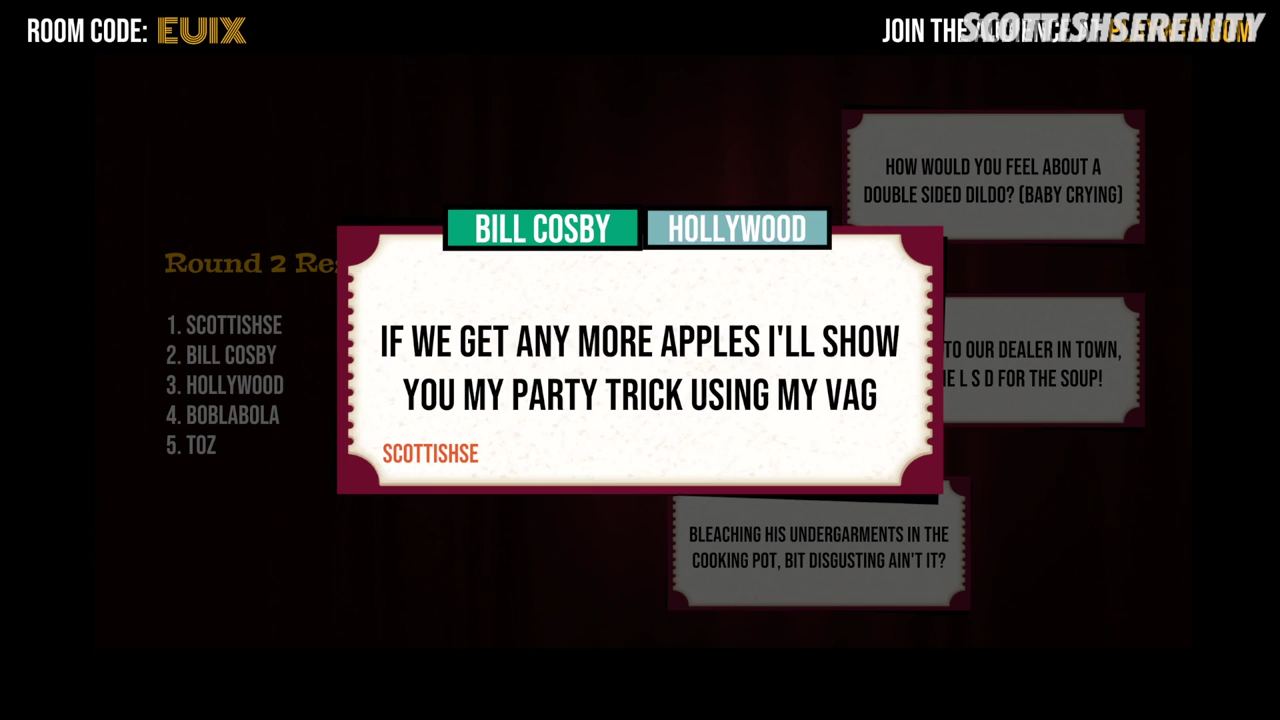 ROOM CODE: EUIX
JOIN THE
SCOTTISHSERENITY
HOW WOULD YOU FEEL ABOUT A
DOUBLE SIDED DILDO? (BABY CRYING)
BILL COSBY
HOLLYWOOD
Round 2 Re
IF WE GET ANY MORE APPLES I'LL SHOW
YOU MY PARTY TRICK USING MY VAG
SCOTTISHSE
1. SCOTTISHSE
2. BILL COSBY
3. HOLLYWOOD
4. BOBLABOLA
5. TOZ
TO OUR DEALER IN TOWN,
L S D FOR THE SOUP!
BLEACHING HIS UNDERGARMENTS IN THE
COOKING POT, BIT DISGUSTING AIN'T IT?